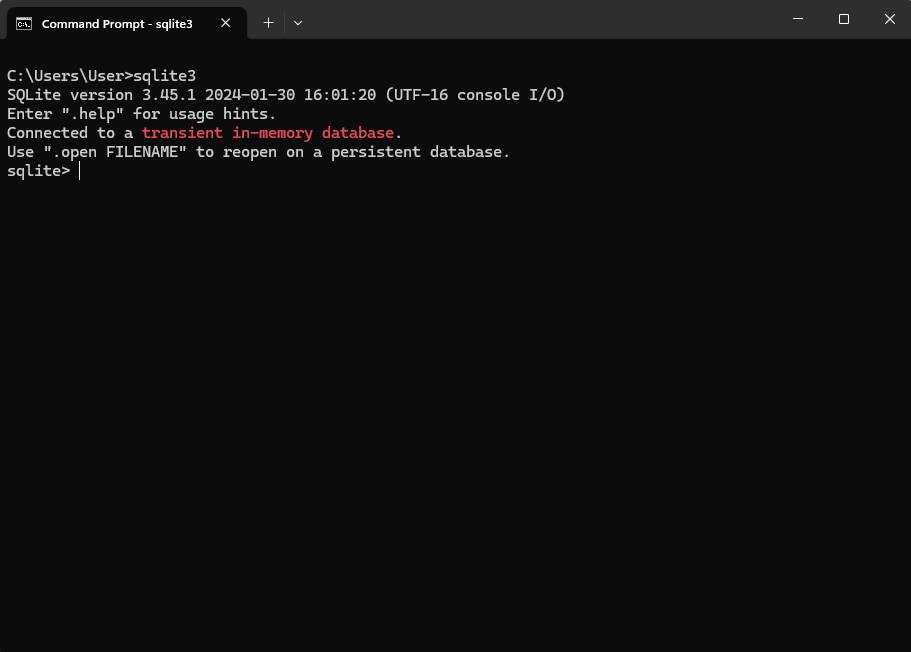 Command Prompt - sqlite3
C:\Users\User>sqlite3
SQLite version 3.45.1 2024-01-30 16:01:20 (UTF-16 console I/O)
Enter ".help" for usage hints.
Connected to a transient in-memory database.
Use ".open FILENAME" to reopen on a persistent database.
sqlite>